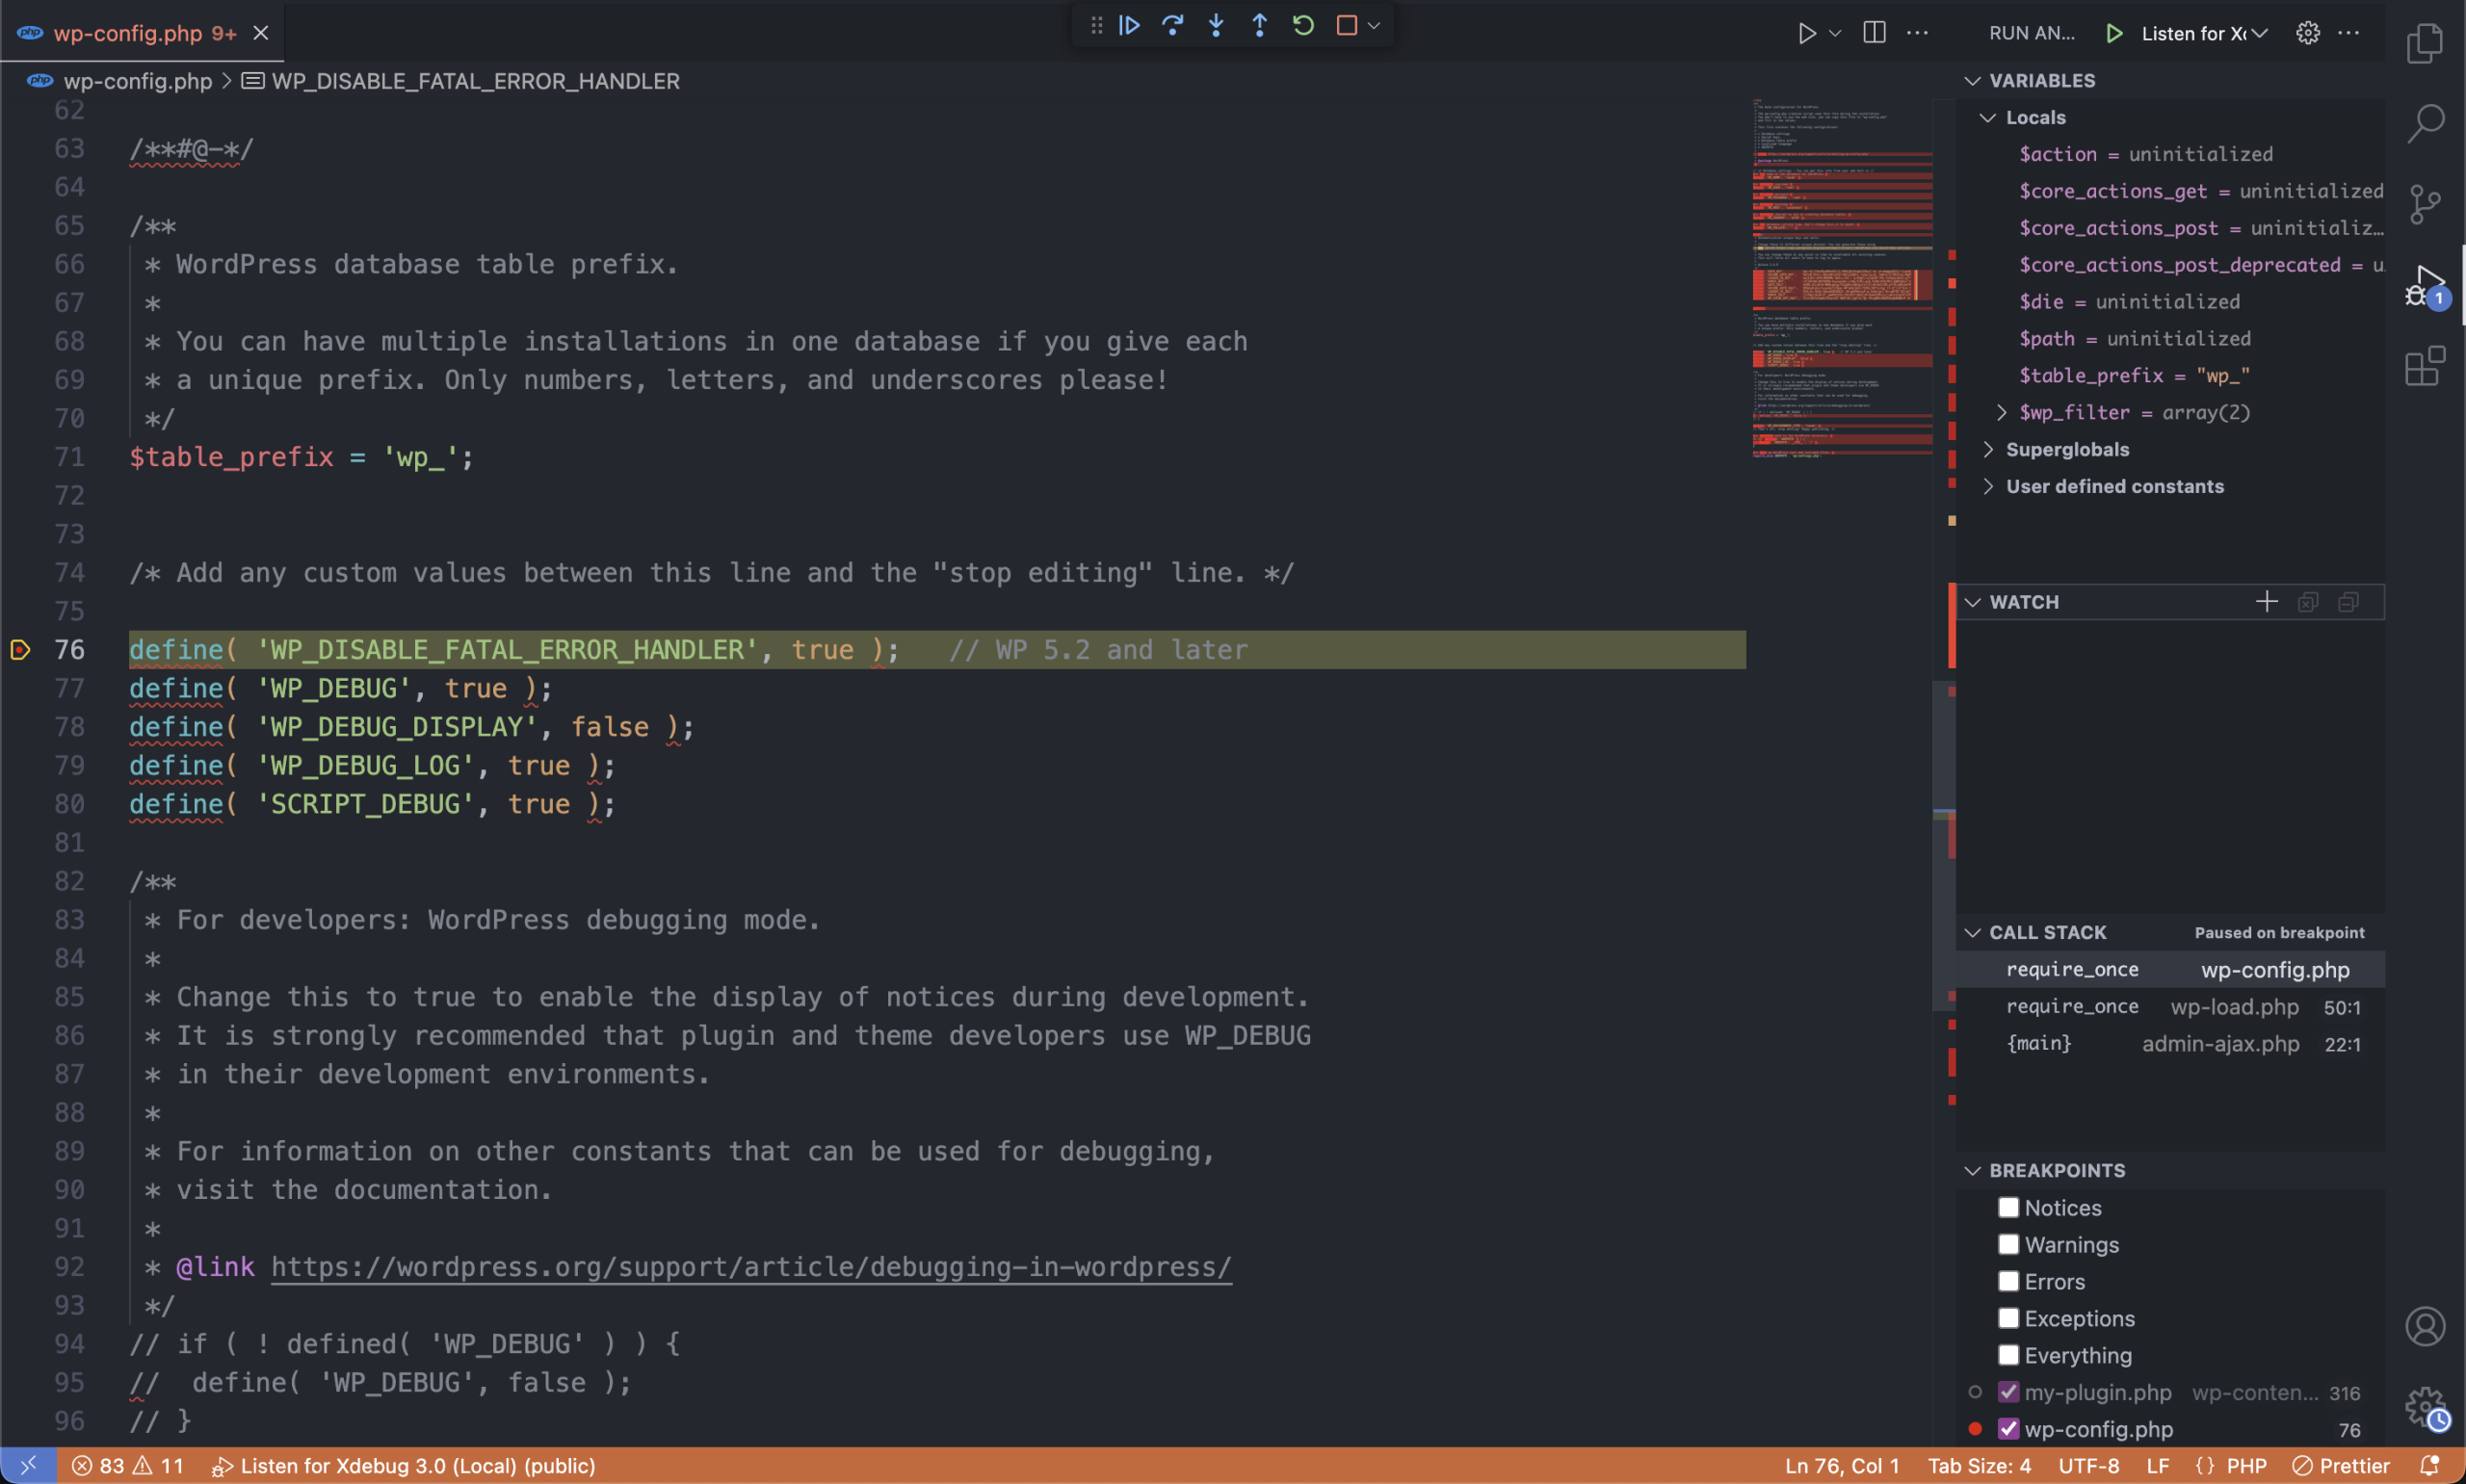 php wp-config.php 9+
RUN AN... Listen for X
php wp-config.php > WP_DISABLE_FATAL_ERROR_HANDLER
62
63 /**#@-*/
64
65 /**
66 * WordPress database table prefix.
67 *
68 * You can have multiple installations in one database if you give each
69 * a unique prefix. Only numbers, letters, and underscores please!
70 */
71 $table_prefix = 'wp_';
72
73
74 /* Add any custom values between this line and the "stop editing" line. */
75
76 define( 'WP_DISABLE_FATAL_ERROR_HANDLER', true ); // WP 5.2 and later
77 define( 'WP_DEBUG', true );
78 define( 'WP_DEBUG_DISPLAY', false );
79 define( 'WP_DEBUG_LOG', true );
80 define( 'SCRIPT_DEBUG', true );
81
82 /**
83 * For developers: WordPress debugging mode.
84 *
85 * Change this to true to enable the display of notices during development.
86 * It is strongly recommended that plugin and theme developers use WP_DEBUG
87 * in their development environments.
88 *
89 * For information on other constants that can be used for debugging,
90 * visit the documentation.
91 *
92 * @link https://wordpress.org/support/article/debugging-in-wordpress/
93 */
94 // if ( ! defined( 'WP_DEBUG' ) ) {
95 //  define( 'WP_DEBUG', false );
96 // }
VARIABLES
Locals
$action = uninitialized
$core_actions_get = uninitialized
$core_actions_post = uninitializ...
$core_actions_post_deprecated = u
$die = uninitialized
$path = uninitialized
$table_prefix = "wp_"
$wp_filter = array(2)
Superglobals
User defined constants
WATCH
CALL STACK Paused on breakpoint
require_once wp-config.php
require_once wp-load.php 50:1
{main} admin-ajax.php 22:1
BREAKPOINTS
Notices
Warnings
Errors
Exceptions
Everything
my-plugin.php wp-conten... 316
wp-config.php 76
1
83 11 Listen for Xdebug 3.0 (Local) (public)
Ln 76, Col 1 Tab Size: 4 UTF-8 LF {} PHP Prettier